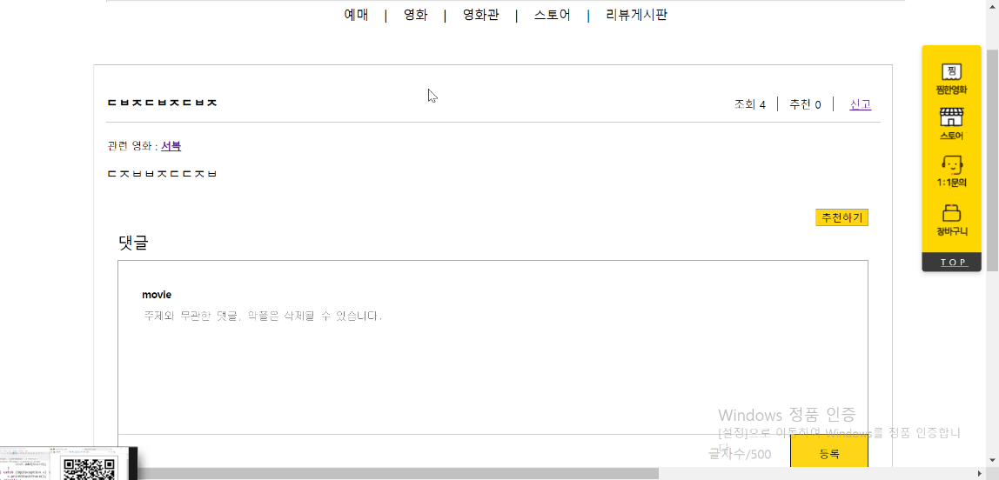 예매 | 영화 | 영화관 | 스토어 | 리뷰게시판
찜
찜한영화
스토어
1:1문의
장바구니
TOP
ㄷㅂㅈㄷㅂㅈㄷㅂㅈ 조회 4 | 추천 0 | 신고
관련 영화 : 서복
ㄷㅈㅂㅂㅈㄷㄷㅈㅂ
추천하기
댓글
movie
주제와 무관한 댓글, 악플은 삭제될 수 있습니다.
Windows 정품 인증
[설정]으로 이동하여 Windows를 정품 인증합니
다.
글자수/500
등록